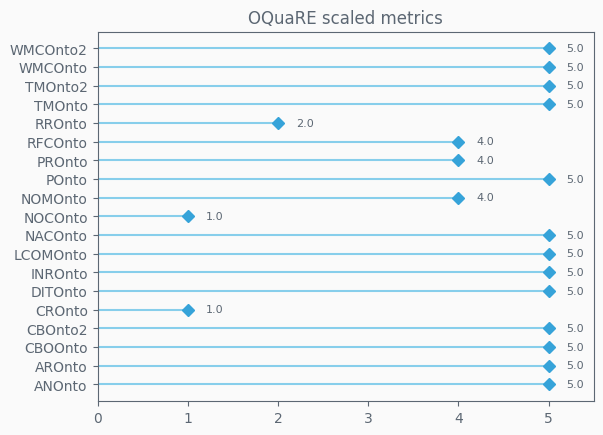 OQuaRE scaled metrics
WMCOnto2 5.0
WMCOnto 5.0
TMOnto2 5.0
TMOnto 5.0
RROnto 2.0
RFCOnto 4.0
PROnto 4.0
POnto 5.0
NOMOnto 4.0
NOCOnto 1.0
NACOnto 5.0
LCOMOnto 5.0
INROnto 5.0
DITOnto 5.0
CROnto 1.0
CBOnto2 5.0
CBOOnto 5.0
AROnto 5.0
ANOnto 5.0
0 1 2 3 4 5